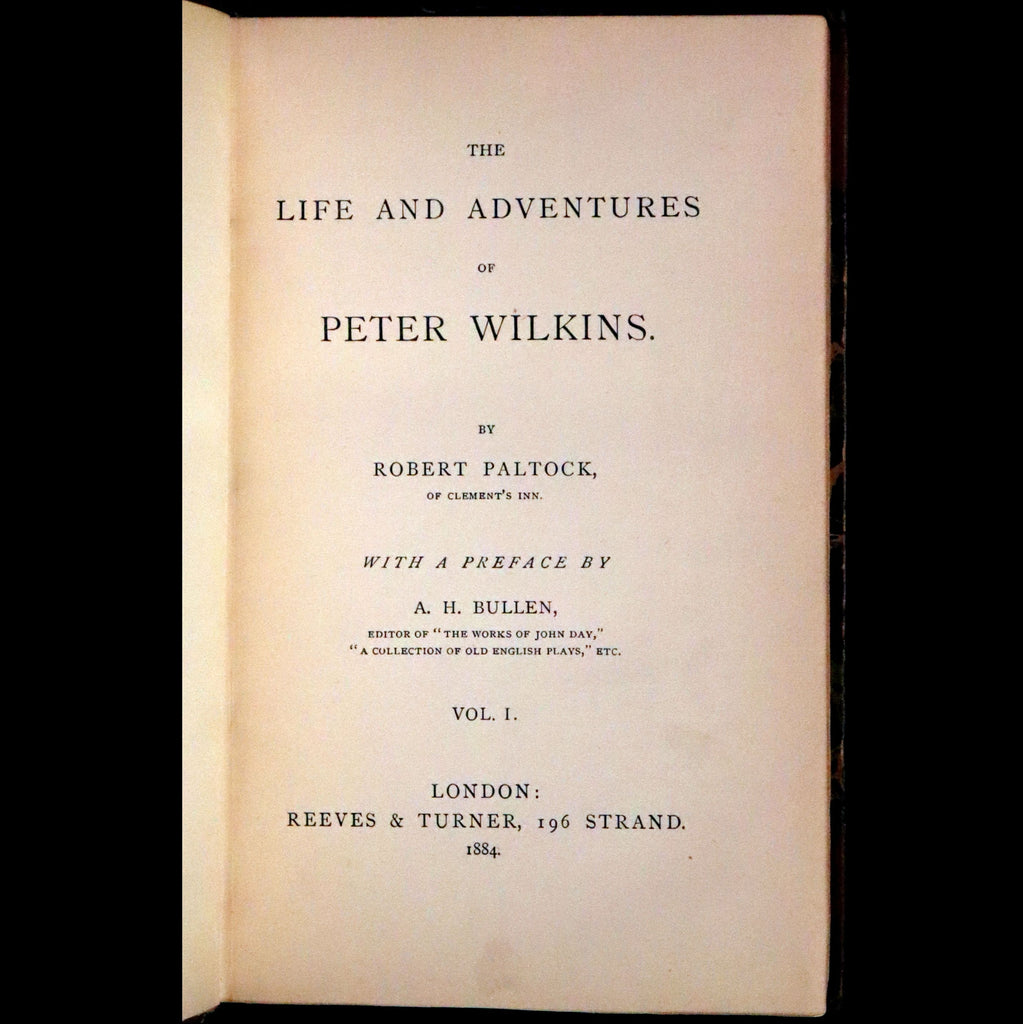 THE
LIFE AND ADVENTURES
OF
PETER WILKINS.
BY
ROBERT PALTOCK,
OF CLEMENT'S INN.
WITH A PREFACE BY
A. H. BULLEN,
EDITOR OF "THE WORKS OF JOHN DAY,"
"A COLLECTION OF OLD ENGLISH PLAYS," ETC.
VOL. I.
LONDON:
REEVES & TURNER, 196 STRAND.
1884.